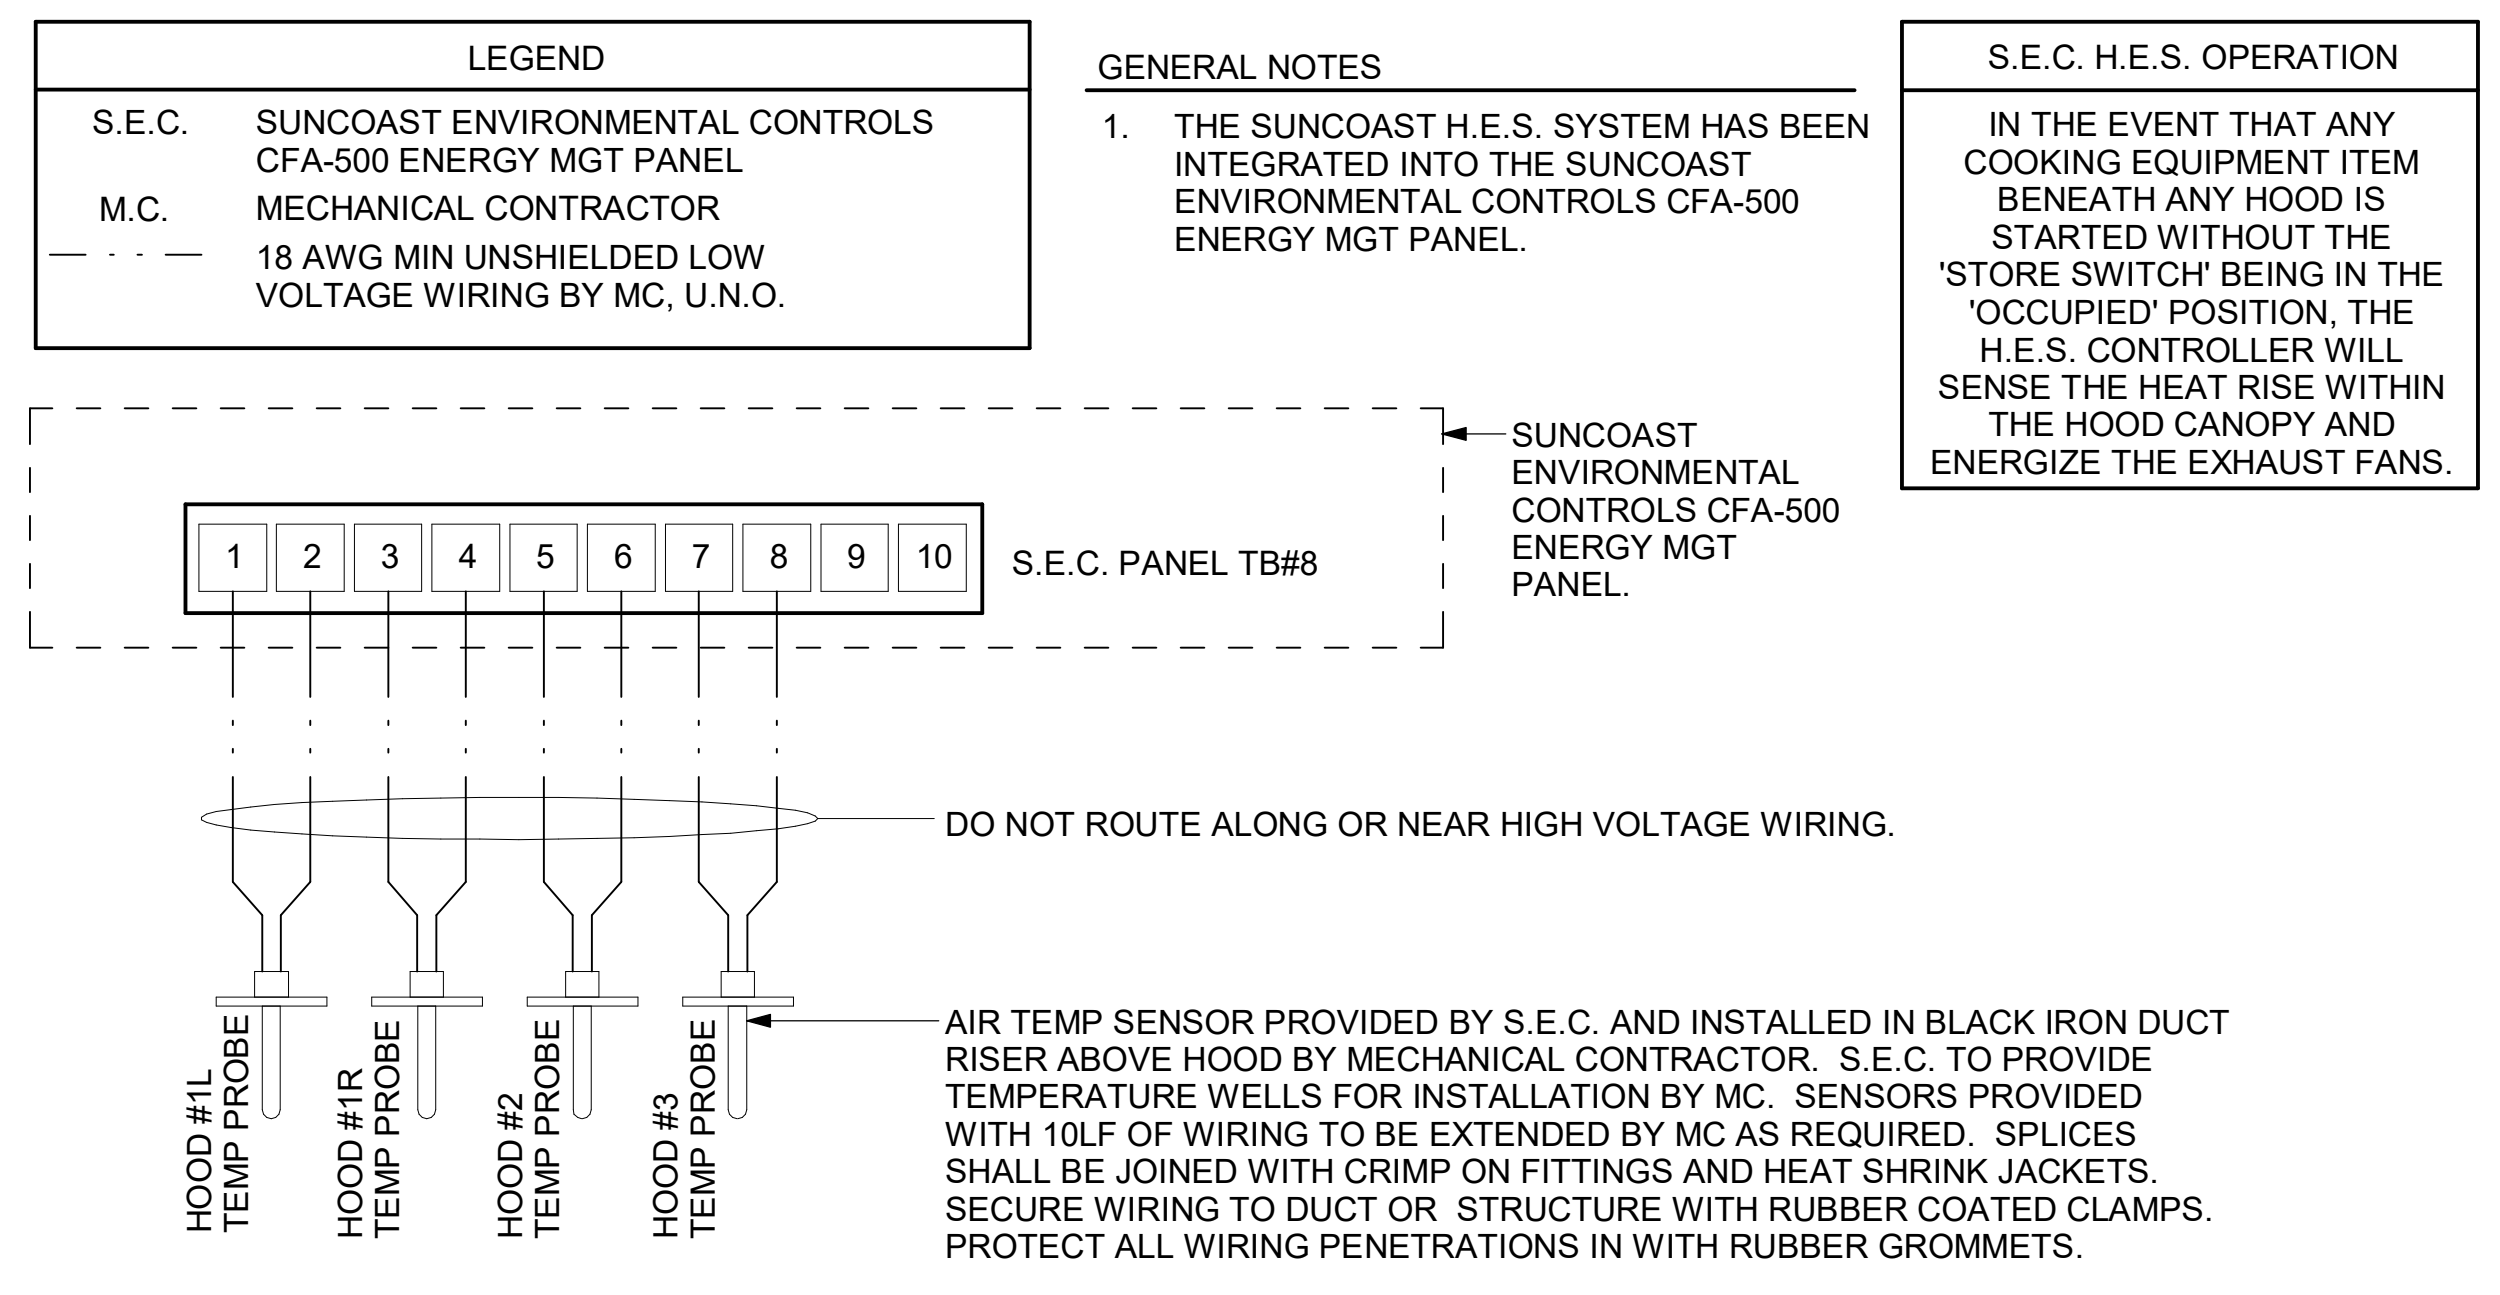 LEGEND
S.E.C. SUNCOAST ENVIRONMENTAL CONTROLS
CFA-500 ENERGY MGT PANEL
M.C. MECHANICAL CONTRACTOR
18 AWG MIN UNSHIELDED LOW
VOLTAGE WIRING BY MC, U.N.O.
GENERAL NOTES
1. THE SUNCOAST H.E.S. SYSTEM HAS BEEN
INTEGRATED INTO THE SUNCOAST
ENVIRONMENTAL CONTROLS CFA-500
ENERGY MGT PANEL.
S.E.C. H.E.S. OPERATION
IN THE EVENT THAT ANY
COOKING EQUIPMENT ITEM
BENEATH ANY HOOD IS
STARTED WITHOUT THE
'STORE SWITCH' BEING IN THE
'OCCUPIED' POSITION, THE
H.E.S. CONTROLLER WILL
SENSE THE HEAT RISE WITHIN
THE HOOD CANOPY AND
ENERGIZE THE EXHAUST FANS.
SUNCOAST
ENVIRONMENTAL
CONTROLS CFA-500
ENERGY MGT
PANEL.
1 2 3 4 5 6 7 8 9 10
S.E.C. PANEL TB#8
DO NOT ROUTE ALONG OR NEAR HIGH VOLTAGE WIRING.
HOOD #1L
TEMP PROBE
HOOD #1R
TEMP PROBE
HOOD #2
TEMP PROBE
HOOD #3
TEMP PROBE
AIR TEMP SENSOR PROVIDED BY S.E.C. AND INSTALLED IN BLACK IRON DUCT
RISER ABOVE HOOD BY MECHANICAL CONTRACTOR.  S.E.C. TO PROVIDE
TEMPERATURE WELLS FOR INSTALLATION BY MC.  SENSORS PROVIDED
WITH 10LF OF WIRING TO BE EXTENDED BY MC AS REQUIRED.  SPLICES
SHALL BE JOINED WITH CRIMP ON FITTINGS AND HEAT SHRINK JACKETS.
SECURE WIRING TO DUCT OR  STRUCTURE WITH RUBBER COATED CLAMPS.
PROTECT ALL WIRING PENETRATIONS IN WITH RUBBER GROMMETS.